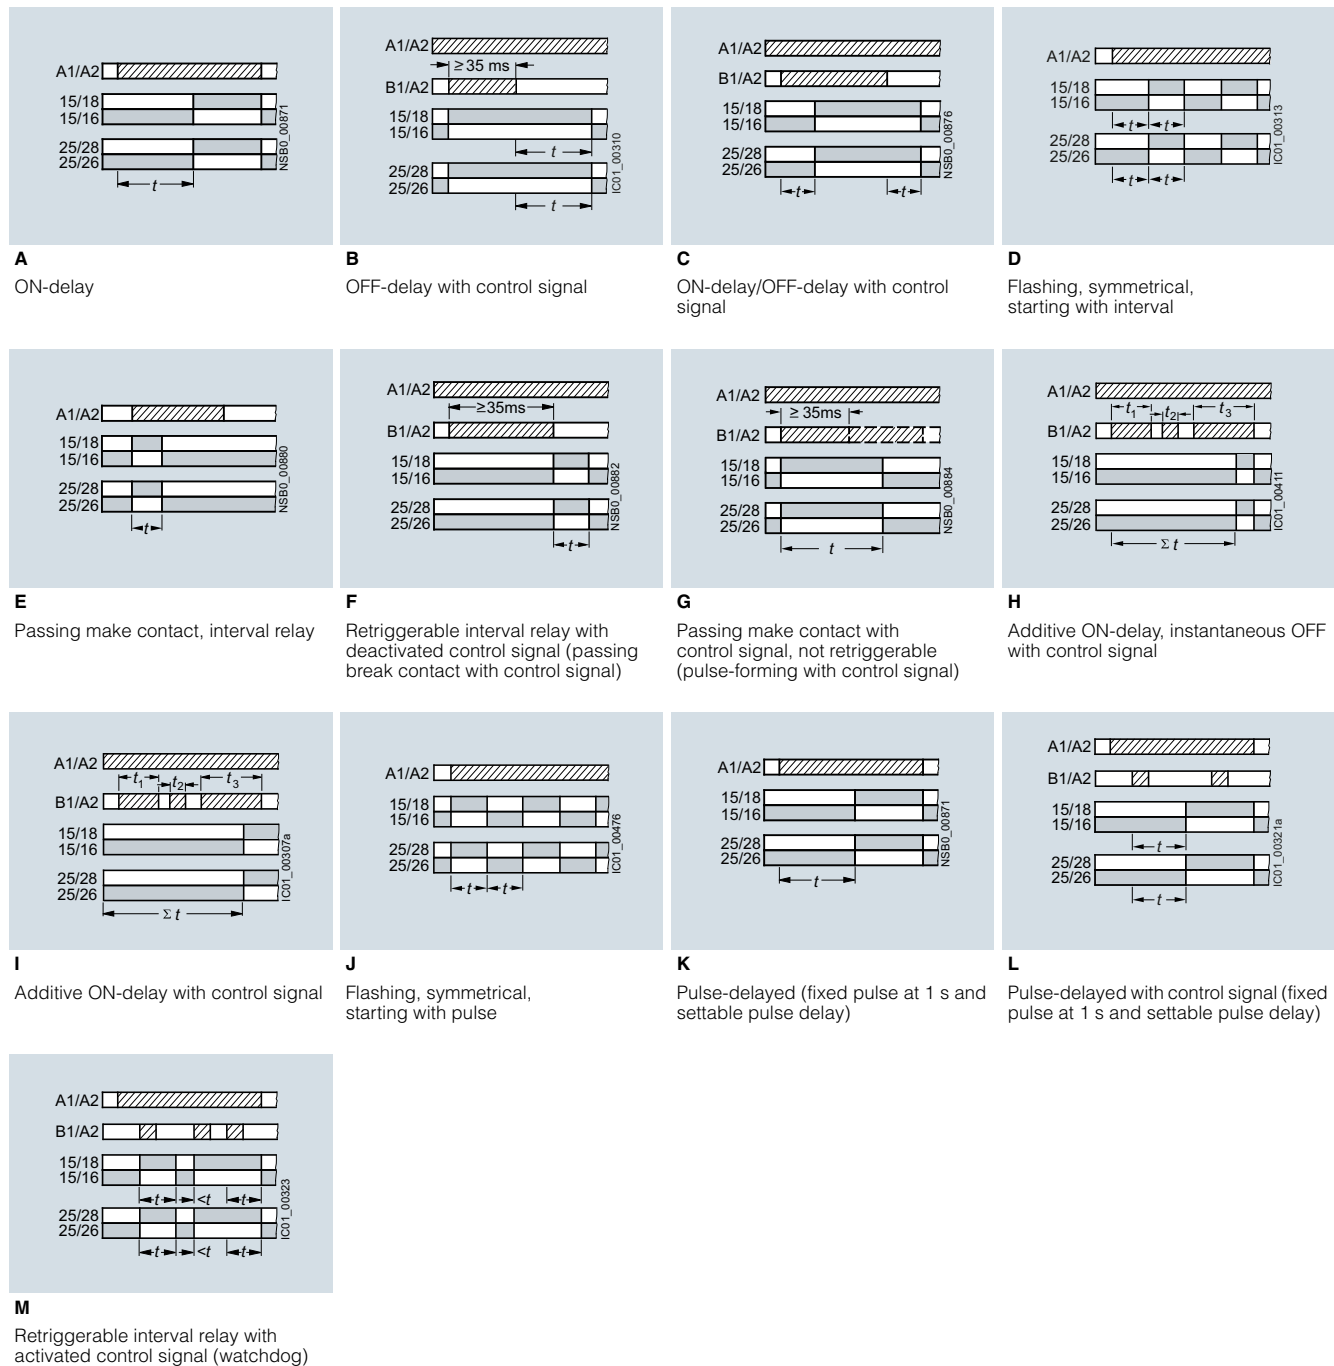 A1/A2
15/18
15/16
25/28
25/26
t
NSB0_00871
A
ON-delay
A1/A2
≥35 ms
B1/A2
15/18
15/16
t
25/28
25/26
t
IC01_00310
B
OFF-delay with control signal
A1/A2
B1/A2
15/18
15/16
25/28
25/26
t t
NSB0_00876
C
ON-delay/OFF-delay with control
signal
A1/A2
15/18
15/16
t t
25/28
25/26
t t
IC01_00313
D
Flashing, symmetrical,
starting with interval
A1/A2
15/18
15/16
25/28
25/26
t
NSB0_00880
E
Passing make contact, interval relay
A1/A2
≥35ms
B1/A2
15/18
15/16
25/28
25/26
t
NSB0_00882
F
Retriggerable interval relay with
deactivated control signal (passing
break contact with control signal)
A1/A2
≥ 35ms
B1/A2
15/18
15/16
25/28
25/26
t
NSB0_00884
G
Passing make contact with
control signal, not retriggerable
(pulse-forming with control signal)
A1/A2
t1 t2 t3
B1/A2
15/18
15/16
25/28
25/26
Σ t
IC01_00411
H
Additive ON-delay, instantaneous OFF
with control signal
A1/A2
t1 t2 t3
B1/A2
15/18
15/16
25/28
25/26
Σ t
IC01_00307a
I
Additive ON-delay with control signal
A1/A2
15/18
15/16
25/28
25/26
t t
IC01_00476
J
Flashing, symmetrical,
starting with pulse
A1/A2
15/18
15/16
25/28
25/26
t
NSB0_00871
K
Pulse-delayed (fixed pulse at 1 s and
settable pulse delay)
A1/A2
B1/A2
15/18
15/16
t
25/28
25/26
t
IC01_00321a
L
Pulse-delayed with control signal (fixed
pulse at 1 s and settable pulse delay)
A1/A2
B1/A2
15/18
15/16
t <t t
25/28
25/26
t <t t
IC01_00323
M
Retriggerable interval relay with
activated control signal (watchdog)